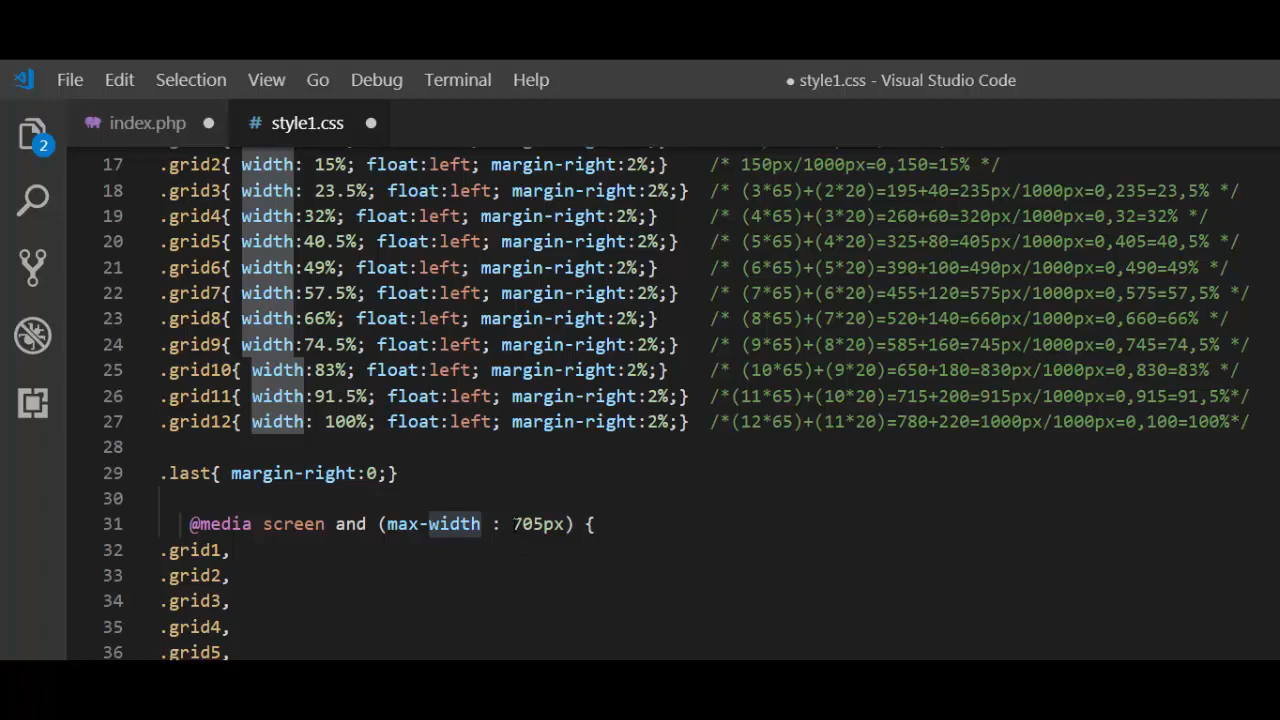 File Edit Selection View Go Debug Terminal Help ● style1.css - Visual Studio Code
index.php ● # style1.css ●
2
17 .grid2{ width: 15%; float:left; margin-right:2%;} /* 150px/1000px=0,150=15% */
18 .grid3{ width: 23.5%; float:left; margin-right:2%;} /* (3*65)+(2*20)=195+40=235px/1000px=0,235=23,5% */
19 .grid4{ width:32%; float:left; margin-right:2%;} /* (4*65)+(3*20)=260+60=320px/1000px=0,32=32% */
20 .grid5{ width:40.5%; float:left; margin-right:2%;} /* (5*65)+(4*20)=325+80=405px/1000px=0,405=40,5% */
21 .grid6{ width:49%; float:left; margin-right:2%;} /* (6*65)+(5*20)=390+100=490px/1000px=0,490=49% */
22 .grid7{ width:57.5%; float:left; margin-right:2%;} /* (7*65)+(6*20)=455+120=575px/1000px=0,575=57,5% */
23 .grid8{ width:66%; float:left; margin-right:2%;} /* (8*65)+(7*20)=520+140=660px/1000px=0,660=66% */
24 .grid9{ width:74.5%; float:left; margin-right:2%;} /* (9*65)+(8*20)=585+160=745px/1000px=0,745=74,5% */
25 .grid10{ width:83%; float:left; margin-right:2%;} /* (10*65)+(9*20)=650+180=830px/1000px=0,830=83% */
26 .grid11{ width:91.5%; float:left; margin-right:2%;} /*(11*65)+(10*20)=715+200=915px/1000px=0,915=91,5%*/
27 .grid12{ width: 100%; float:left; margin-right:2%;} /*(12*65)+(11*20)=780+220=1000px/1000px=0,100=100%*/
28
29 .last{ margin-right:0;}
30
31 @media screen and (max-width : 705px) {
32 .grid1,
33 .grid2,
34 .grid3,
35 .grid4,
36 .grid5,